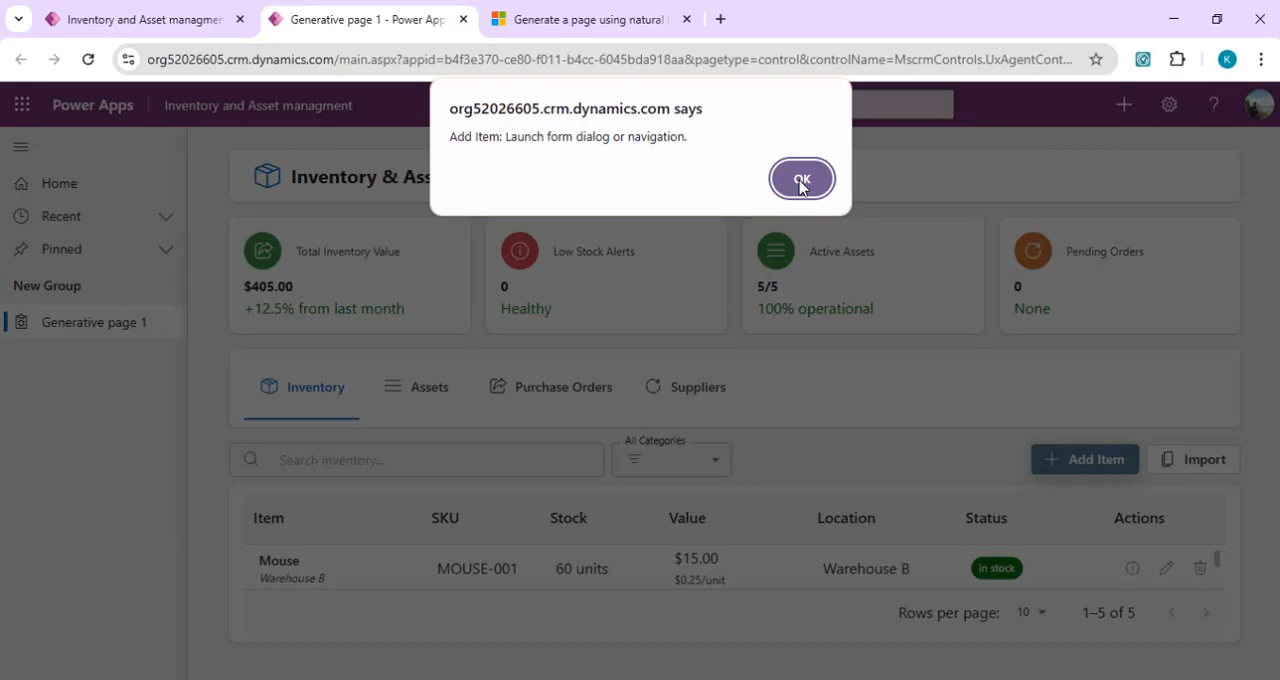 Inventory and Asset managmen
Generative page 1 - Power App
Generate a page using natural
org52026605.crm.dynamics.com/main.aspx?appid=b4f3e370-ce80-f011-b4cc-6045bda918aa&pagetype=control&controlName=MscrmControls.UxAgentCont...
K
Power Apps
Inventory and Asset managment
org52026605.crm.dynamics.com says
Add Item: Launch form dialog or navigation.
OK
Home
Recent
Pinned
New Group
Generative page 1
Inventory & Ass
Total Inventory Value
$405.00
+12.5% from last month
Low Stock Alerts
0
Healthy
Active Assets
5/5
100% operational
Pending Orders
0
None
Inventory
Assets
Purchase Orders
Suppliers
Search inventory...
All Categories
Add Item
Import
Item SKU Stock Value Location Status Actions
Mouse
Warehouse B
MOUSE-001
60 units
$15.00
$0.25/unit
Warehouse B
in stock
Rows per page: 10 1–5 of 5